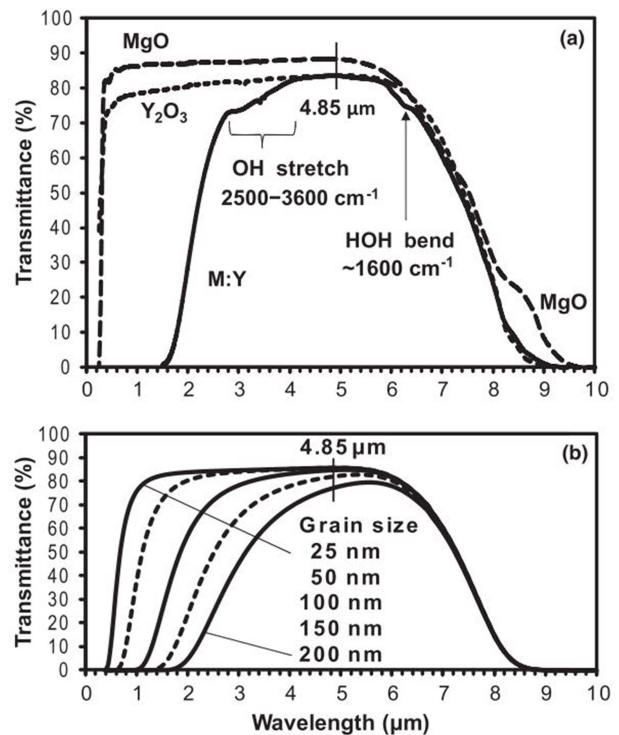 100
90
80
70
60
50
40
30
20
10
0
Transmittance (%)
(a)
MgO
Y₂O₃
4.85 µm
OH stretch
2500–3600 cm⁻¹
HOH bend
~1600 cm⁻¹
M:Y
MgO
0 1 2 3 4 5 6 7 8 9 10
100
90
80
70
60
50
40
30
20
10
0
Transmittance (%)
(b)
4.85 µm
Grain size
25 nm
50 nm
100 nm
150 nm
200 nm
0 1 2 3 4 5 6 7 8 9 10
Wavelength (µm)